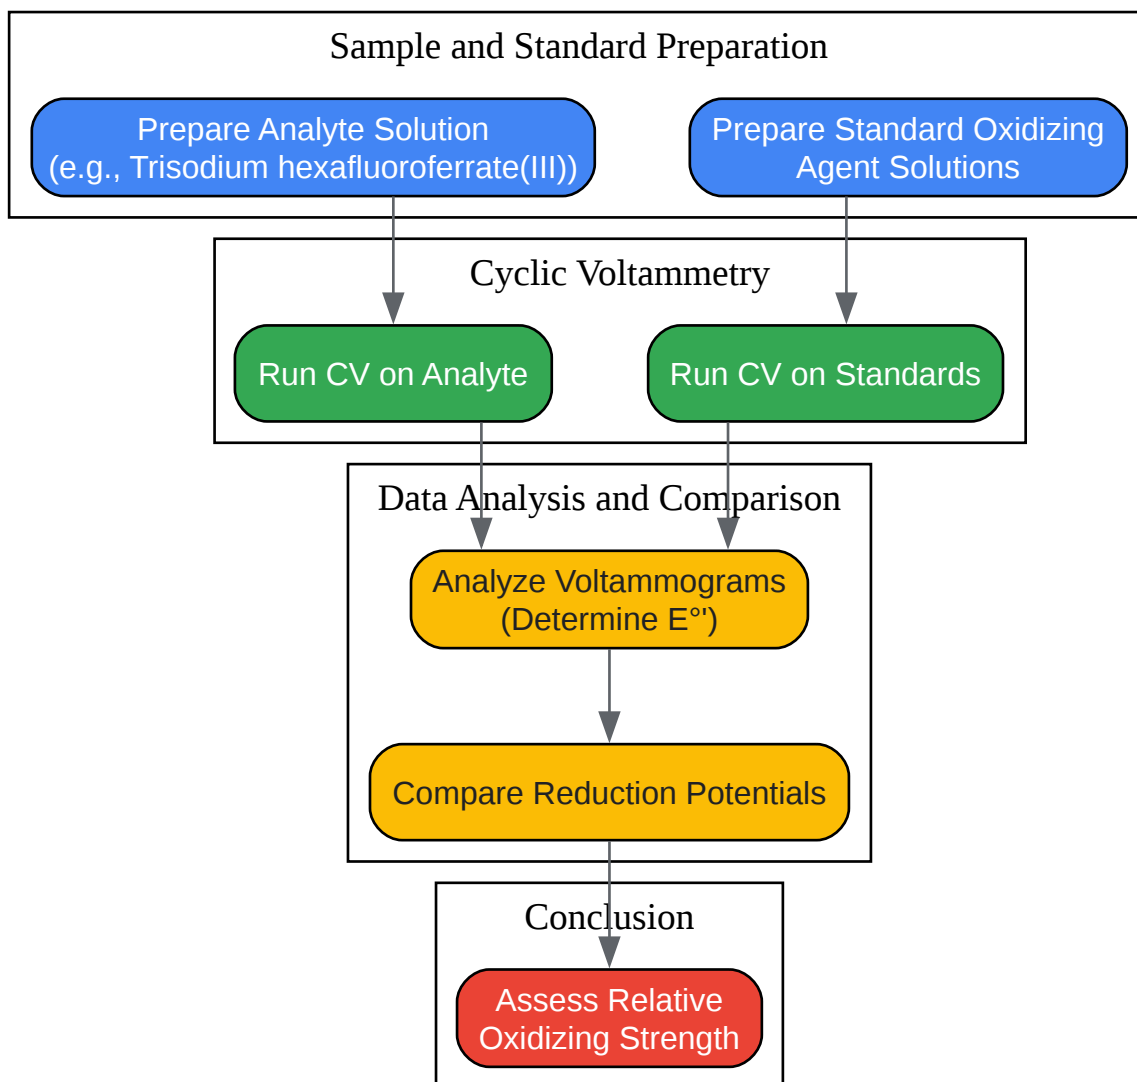 Sample and Standard Preparation
Prepare Analyte Solution
(e.g., Trisodium hexafluoroferrate(III))
Prepare Standard Oxidizing
Agent Solutions
Cyclic Voltammetry
Run CV on Analyte
Run CV on Standards
Data Analysis and Comparison
Analyze Voltammograms
(Determine E°')
Compare Reduction Potentials
Conclusion
Assess Relative
Oxidizing Strength